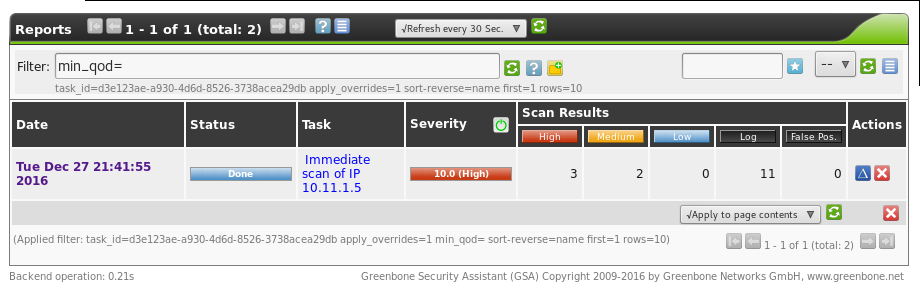 Reports 1 - 1 of 1 (total: 2) ? √Refresh every 30 Sec. ▼
Filter: min_qod= ? -- ▼
task_id=d3e123ae-a930-4d6d-8526-3738acea29db apply_overrides=1 sort-reverse=name first=1 rows=10
Date Status Task Severity Scan Results Actions
High Medium Low Log False Pos.
Tue Dec 27 21:41:55 2016 Done Immediate scan of IP 10.11.1.5 10.0 (High) 3 2 0 11 0 Δ
√Apply to page contents ▼
(Applied filter: task_id=d3e123ae-a930-4d6d-8526-3738acea29db apply_overrides=1 min_qod= sort-reverse=name first=1 rows=10) 1 - 1 of 1 (total: 2)
Backend operation: 0.21s Greenbone Security Assistant (GSA) Copyright 2009-2016 by Greenbone Networks GmbH, www.greenbone.net